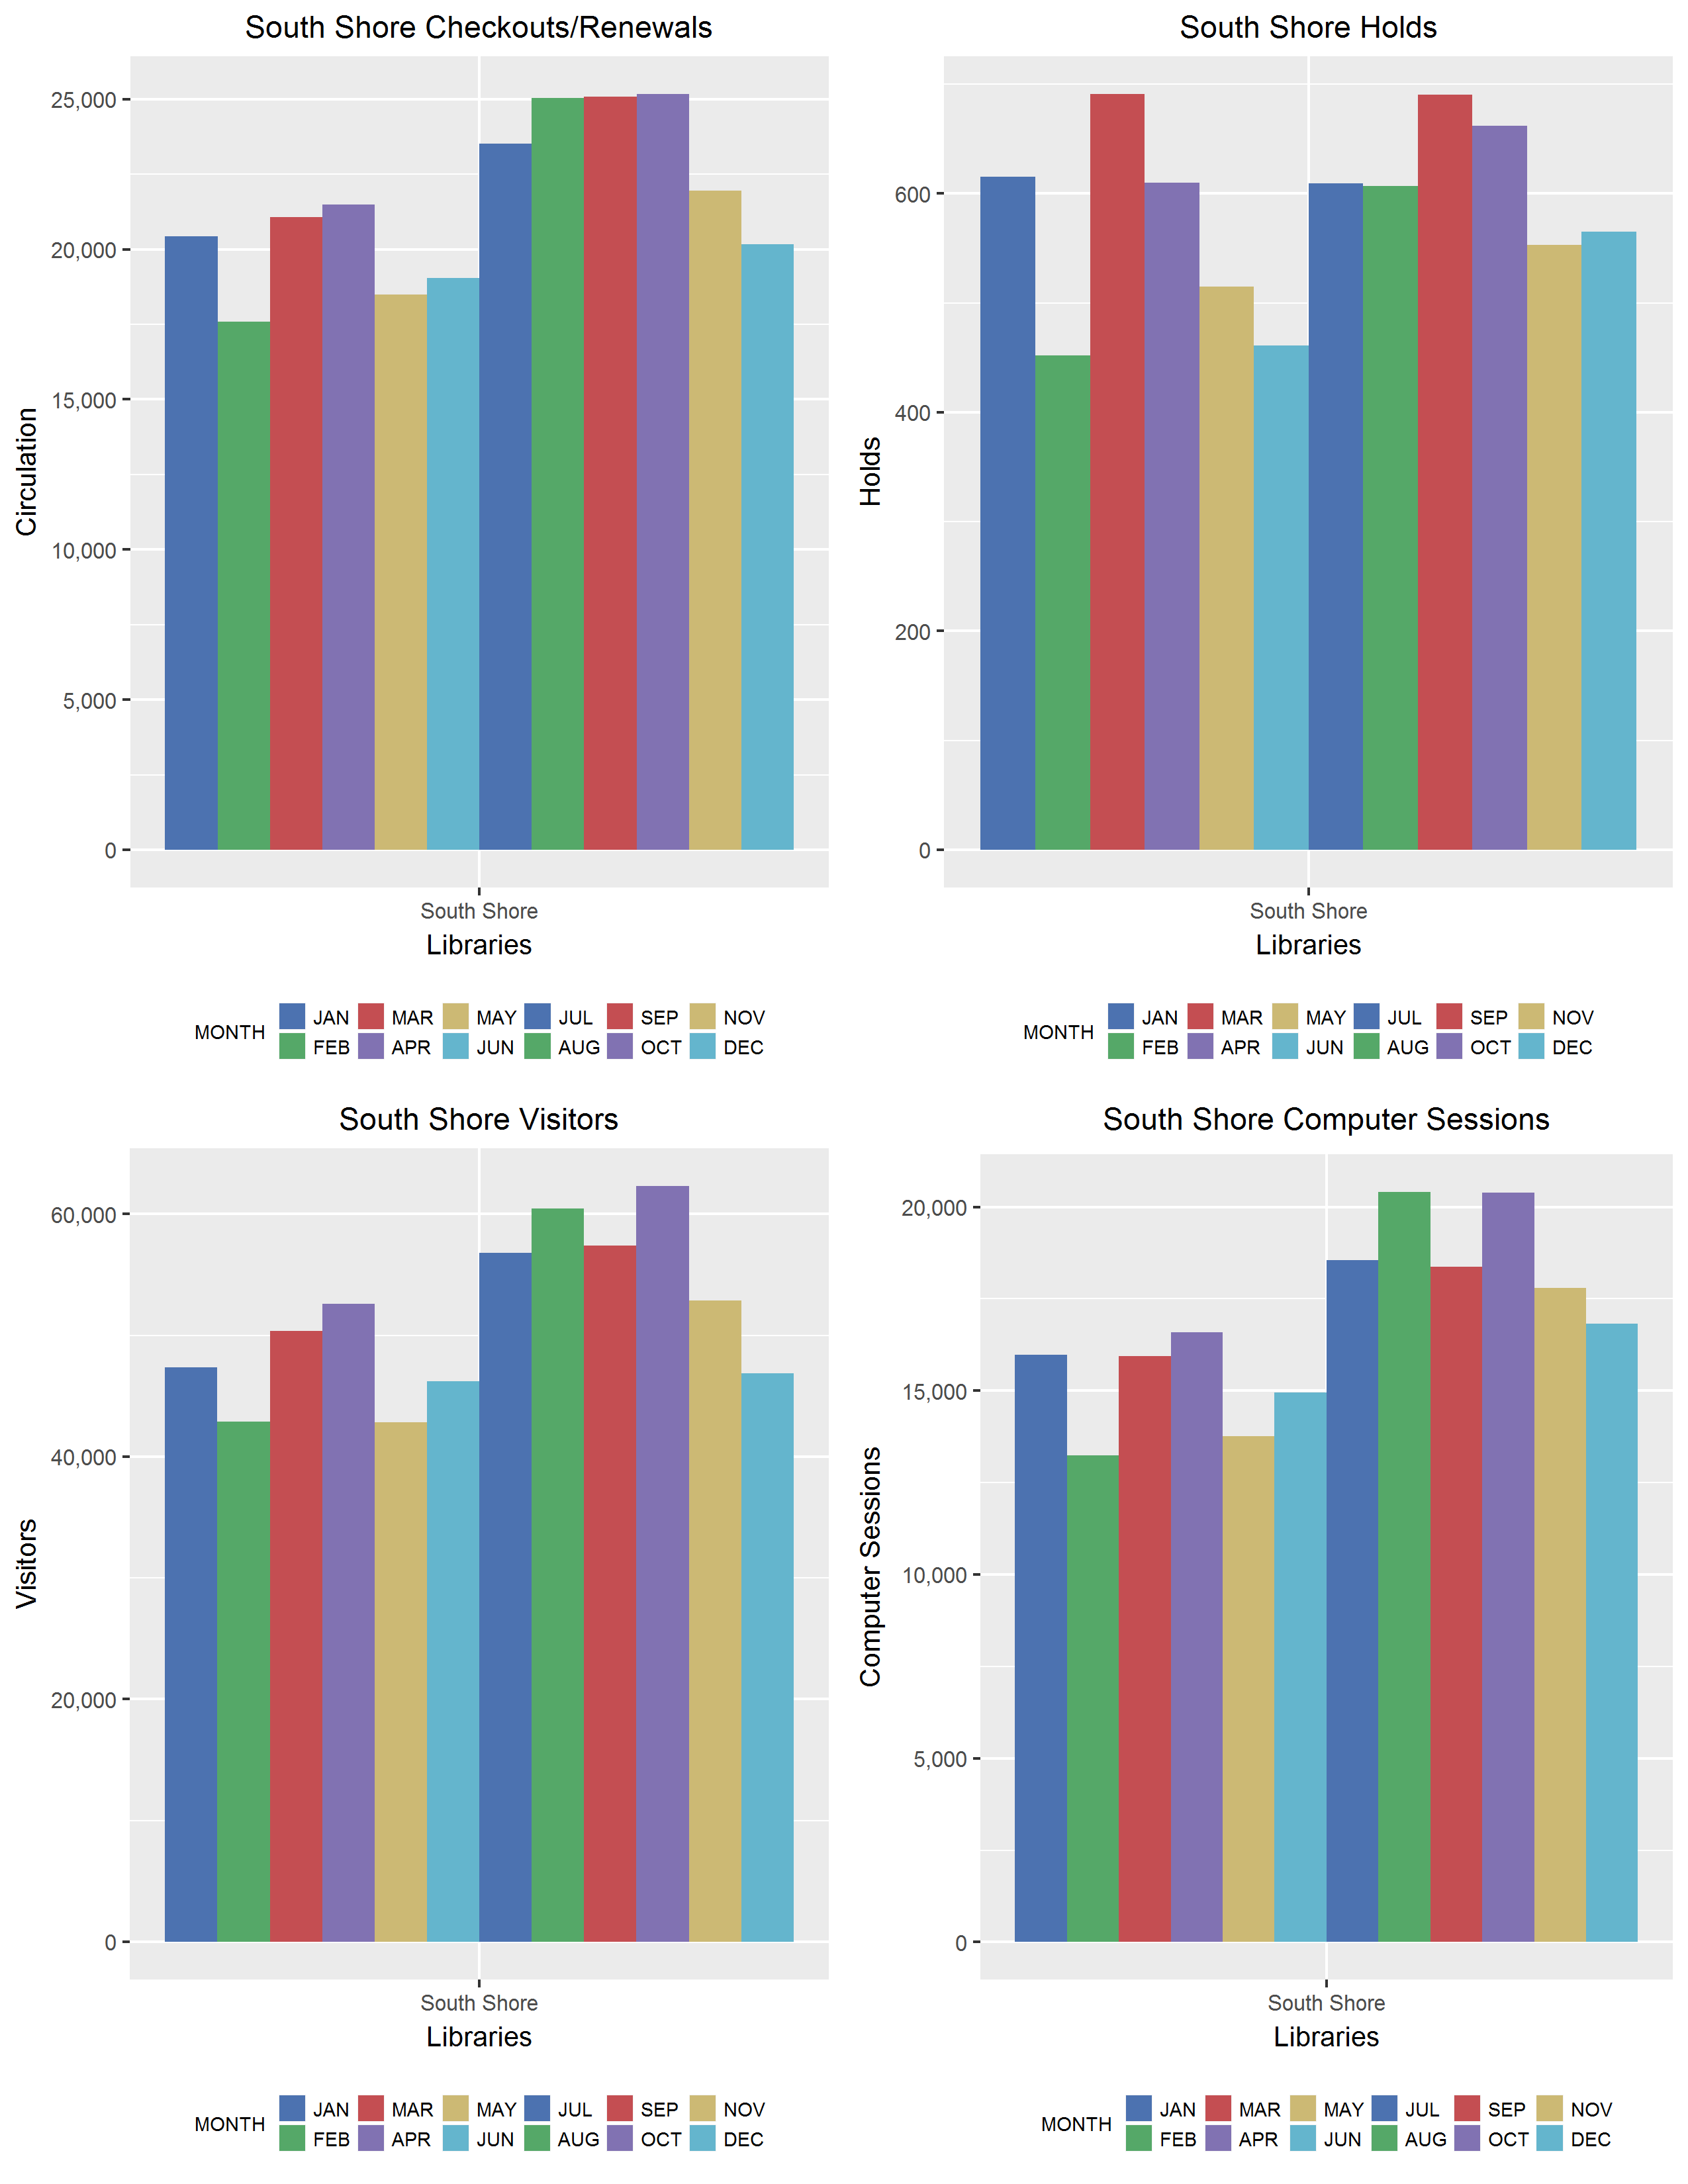 South Shore Checkouts/Renewals
25,000
20,000
15,000
10,000
5,000
0
Circulation
South Shore
Libraries
MONTH
JAN MAR MAY JUL SEP NOV
FEB APR JUN AUG OCT DEC
South Shore Holds
600
400
200
0
Holds
South Shore
Libraries
MONTH
JAN MAR MAY JUL SEP NOV
FEB APR JUN AUG OCT DEC
South Shore Visitors
60,000
40,000
20,000
0
Visitors
South Shore
Libraries
MONTH
JAN MAR MAY JUL SEP NOV
FEB APR JUN AUG OCT DEC
South Shore Computer Sessions
20,000
15,000
10,000
5,000
0
Computer Sessions
South Shore
Libraries
MONTH
JAN MAR MAY JUL SEP NOV
FEB APR JUN AUG OCT DEC